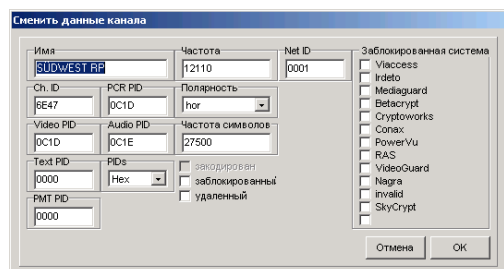 Сменить данные канала
Имя
SÜDWEST RP
Частота
12110
Net ID
0001
Заблокированная система
Viaccess
Irdeto
Mediaguard
Betacrypt
Cryptoworks
Conax
PowerVu
RAS
VideoGuard
Nagra
invalid
SkyCrypt
Ch. ID
6E47
PCR PID
0C1D
Полярность
hor
Video PID
0C1D
Audio PID
0C1E
Частота символов
27500
Text PID
0000
PIDs
Hex
закодирован
заблокированный
удаленный
PMT PID
0000
Отмена
OK